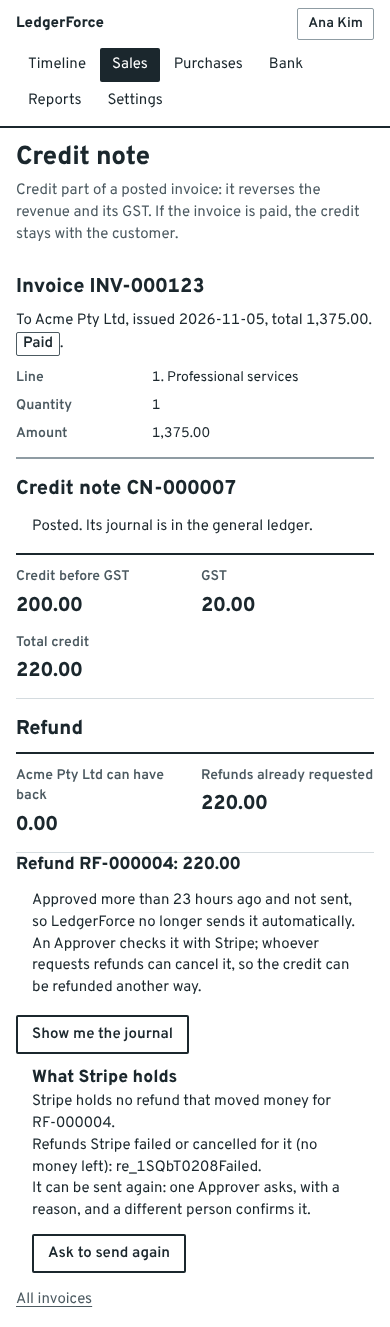 LedgerForce
Ana Kim
Timeline Sales Purchases Bank
Reports Settings
Credit note
Credit part of a posted invoice: it reverses the
revenue and its GST. If the invoice is paid, the credit
stays with the customer.
Invoice INV-000123
To Acme Pty Ltd, issued 2026-11-05, total 1,375.00.
Paid.
Line 1. Professional services
Quantity 1
Amount 1,375.00
Credit note CN-000007
Posted. Its journal is in the general ledger.
Credit before GST GST
200.00 20.00
Total credit
220.00
Refund
Acme Pty Ltd can have Refunds already requested
back 220.00
0.00
Refund RF-000004: 220.00
Approved more than 23 hours ago and not sent,
so LedgerForce no longer sends it automatically.
An Approver checks it with Stripe; whoever
requests refunds can cancel it, so the credit can
be refunded another way.
Show me the journal
What Stripe holds
Stripe holds no refund that moved money for
RF-000004.
Refunds Stripe failed or cancelled for it (no
money left): re_1SQbT0208Failed.
It can be sent again: one Approver asks, with a
reason, and a different person confirms it.
Ask to send again
All invoices